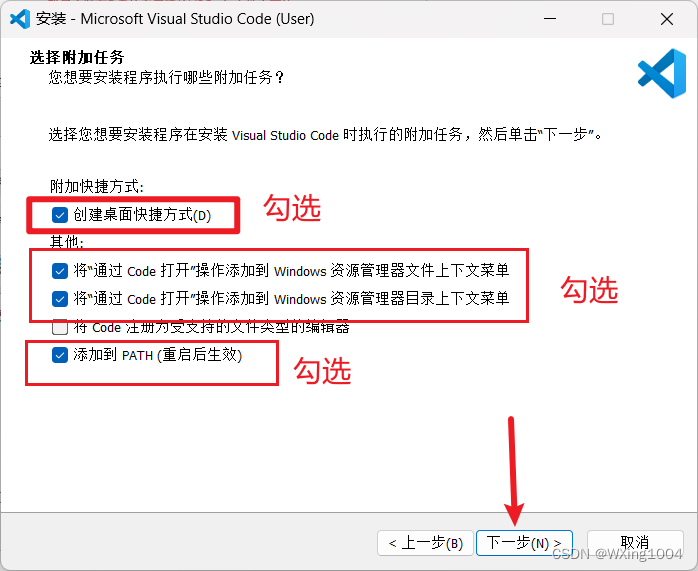 安装 - Microsoft Visual Studio Code (User)
选择附加任务
您想要安装程序执行哪些附加任务？
选择您想要安装程序在安装 Visual Studio Code 时执行的附加任务，然后单击“下一步”。
附加快捷方式:
创建桌面快捷方式(D)
勾选
其他:
将“通过 Code 打开”操作添加到 Windows 资源管理器文件上下文菜单
将“通过 Code 打开”操作添加到 Windows 资源管理器目录上下文菜单
勾选
将 Code 注册为受支持的文件类型的编辑器
添加到 PATH (重启后生效)
勾选
< 上一步(B)
下一步(N) >
取消
CSDN @WXing1004